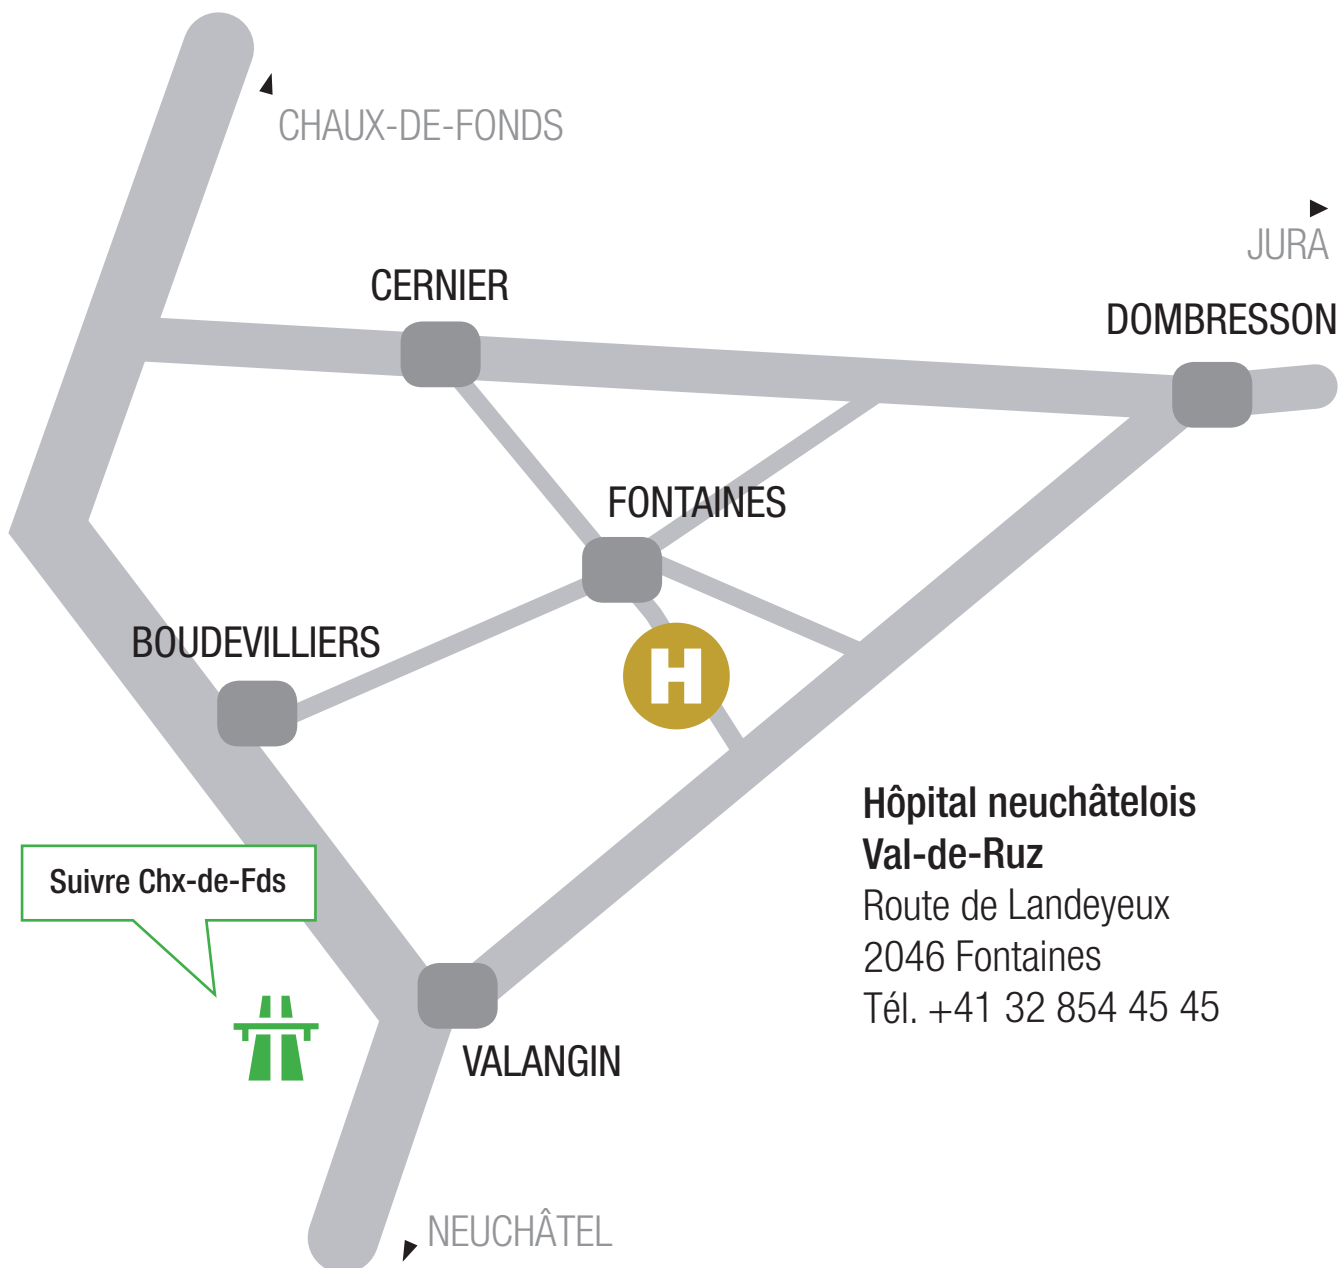 CHAUX-DE-FONDS
JURA
CERNIER
DOMBRESSON
FONTAINES
BOUDEVILLIERS
H
Hôpital neuchâtelois
Val-de-Ruz
Route de Landeyeux
2046 Fontaines
Tél. +41 32 854 45 45
Suivre Chx-de-Fds
VALANGIN
NEUCHÂTEL